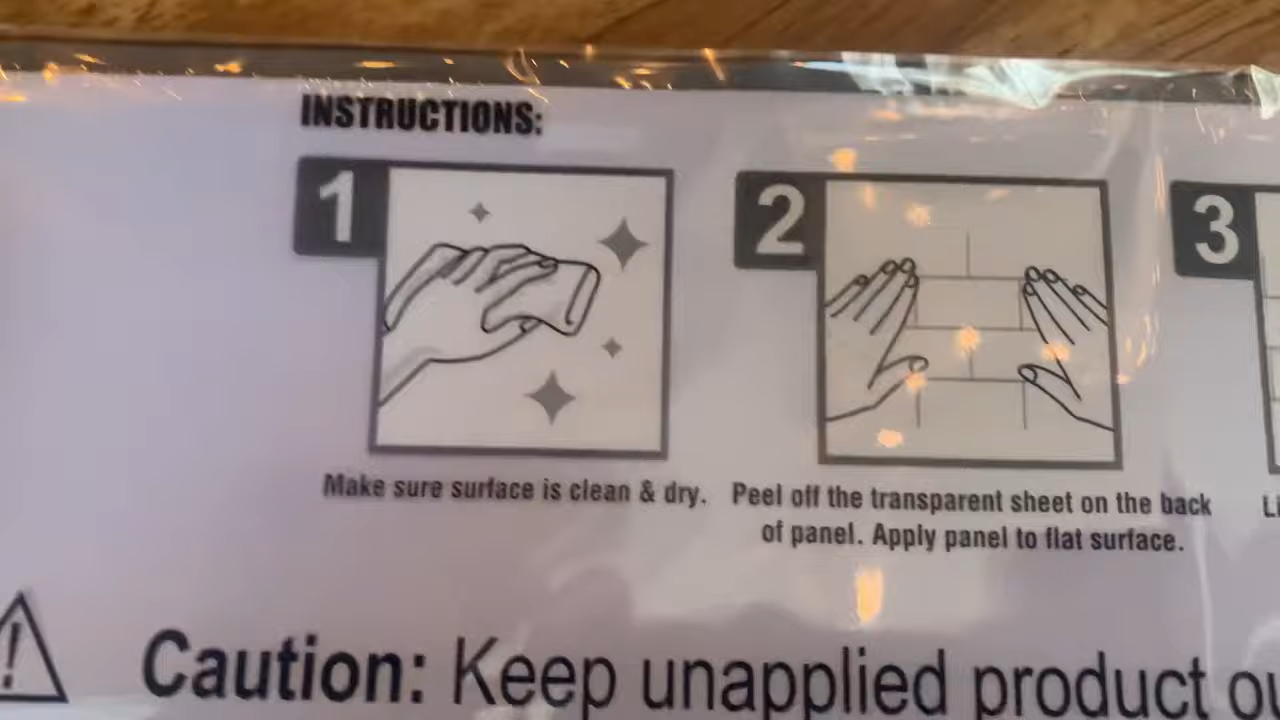 INSTRUCTIONS:
1
2
3
Make sure surface is clean & dry.
Peel off the transparent sheet on the back
of panel. Apply panel to flat surface.
Caution: Keep unapplied product